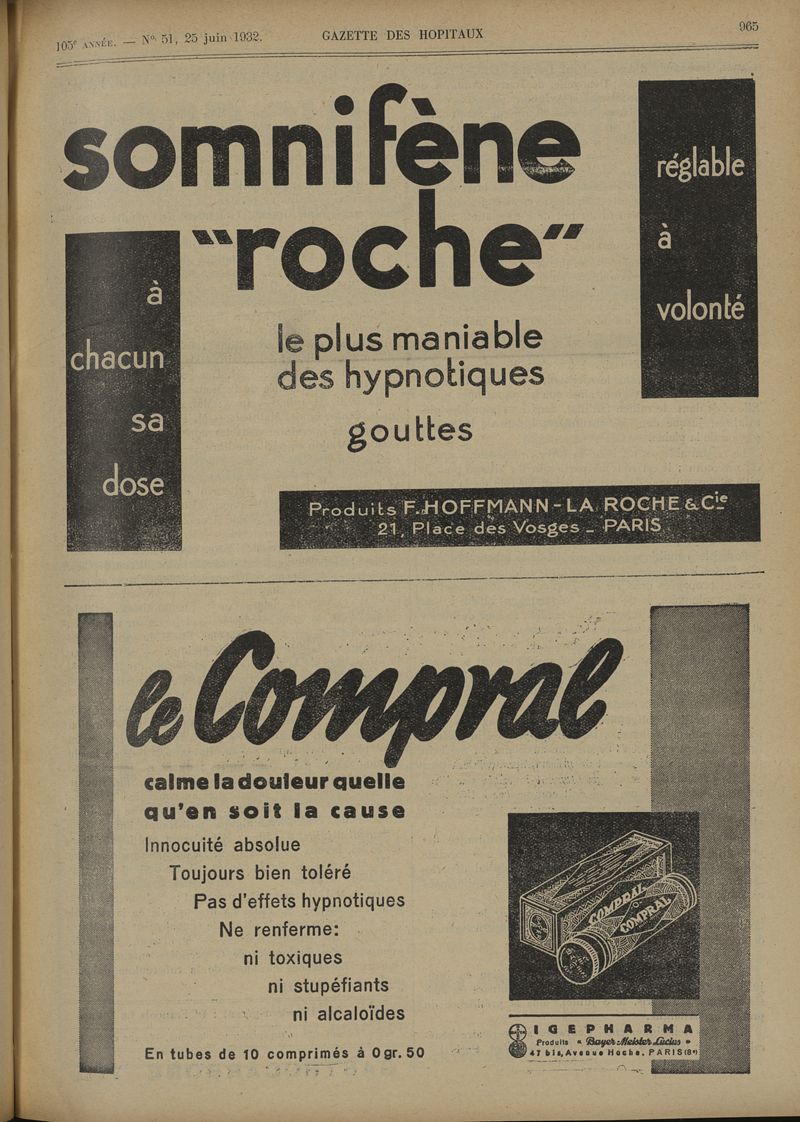 105e ANNÉE. — No 51, 25 juin 1932. GAZETTE DES HOPITAUX 965
somnifène
"roche"
réglable
à
volonté
à
chacun
sa
dose
le plus maniable
des hypnotiques
gouttes
Produits F. HOFFMANN-LA ROCHE & Cie
21, Place des Vosges - PARIS
le Compral
calme la douleur quelle
qu'en soit la cause
Innocuité absolue
Toujours bien toléré
Pas d'effets hypnotiques
Ne renferme:
ni toxiques
ni stupéfiants
ni alcaloïdes
En tubes de 10 comprimés à 0gr. 50
COMPRAL
COMPRAL
IGEPHARMA
Produits « Bayer-Meister-Lucius »
47 bis, Avenue Hoche, PARIS (8e)